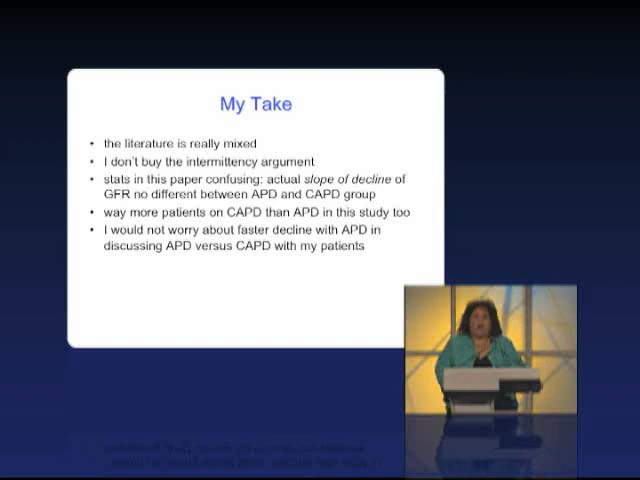 My Take
• the literature is really mixed
• I don't buy the intermittency argument
• stats in this paper confusing: actual slope of decline of
GFR no different between APD and CAPD group
• way more patients on CAPD than APD in this study too
• I would not worry about faster decline with APD in
discussing APD versus CAPD with my patients